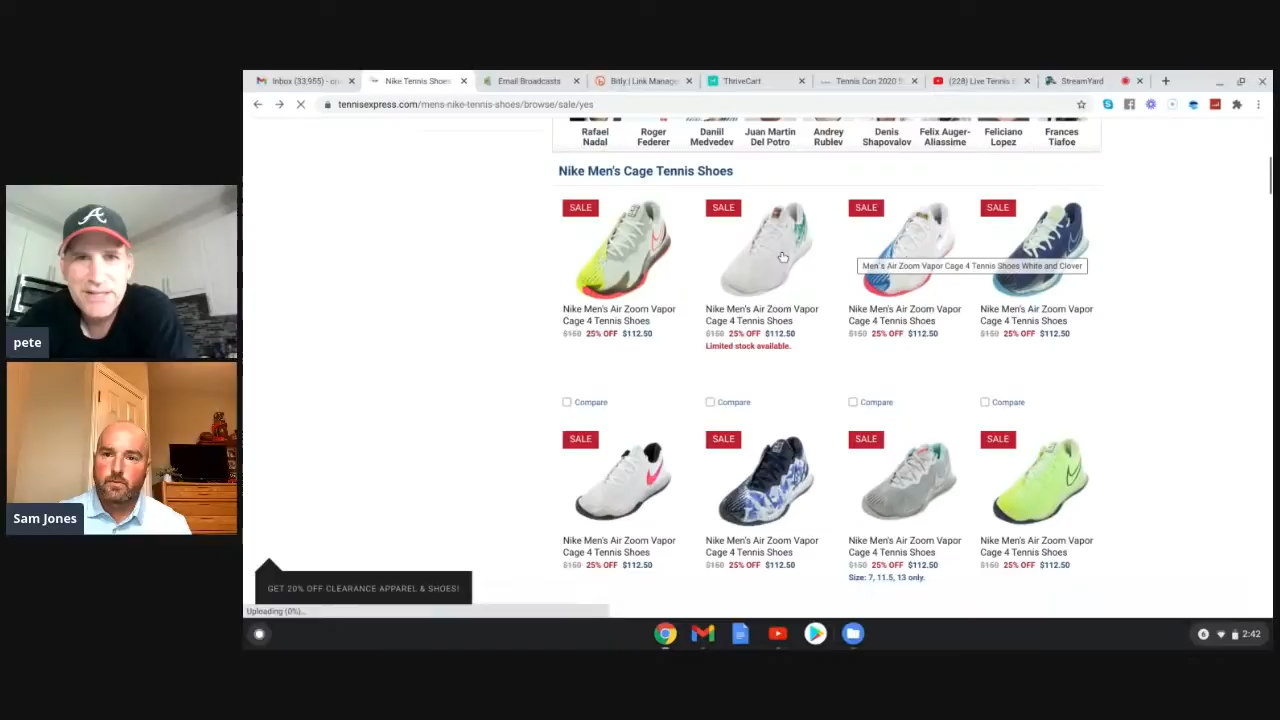 Inbox (33,955) - co
Nike Tennis Shoes
Email Broadcasts
Bitly | Link Manage
ThriveCart
Tennis Con 2020 S
(228) Live Tennis
StreamYard
tennisexpress.com/mens-nike-tennis-shoes/browse/sale/yes
Rafael Nadal
Roger Federer
Daniil Medvedev
Juan Martin Del Potro
Andrey Rublev
Denis Shapovalov
Felix Auger-Aliassime
Feliciano Lopez
Frances Tiafoe
Nike Men's Cage Tennis Shoes
SALE
SALE
SALE
SALE
Men's Air Zoom Vapor Cage 4 Tennis Shoes White and Clover
Nike Men's Air Zoom Vapor
Cage 4 Tennis Shoes
$150 25% OFF $112.50
Nike Men's Air Zoom Vapor
Cage 4 Tennis Shoes
$150 25% OFF $112.50
Limited stock available.
Nike Men's Air Zoom Vapor
Cage 4 Tennis Shoes
$150 25% OFF $112.50
Nike Men's Air Zoom Vapor
Cage 4 Tennis Shoes
$150 25% OFF $112.50
Compare
Compare
Compare
Compare
SALE
SALE
SALE
SALE
Nike Men's Air Zoom Vapor
Cage 4 Tennis Shoes
$150 25% OFF $112.50
Nike Men's Air Zoom Vapor
Cage 4 Tennis Shoes
$150 25% OFF $112.50
Nike Men's Air Zoom Vapor
Cage 4 Tennis Shoes
$150 25% OFF $112.50
Size: 7, 11.5, 13 only.
Nike Men's Air Zoom Vapor
Cage 4 Tennis Shoes
$150 25% OFF $112.50
GET 20% OFF CLEARANCE APPAREL & SHOES!
Uploading (0%)...
2:42
A
pete
Sam Jones